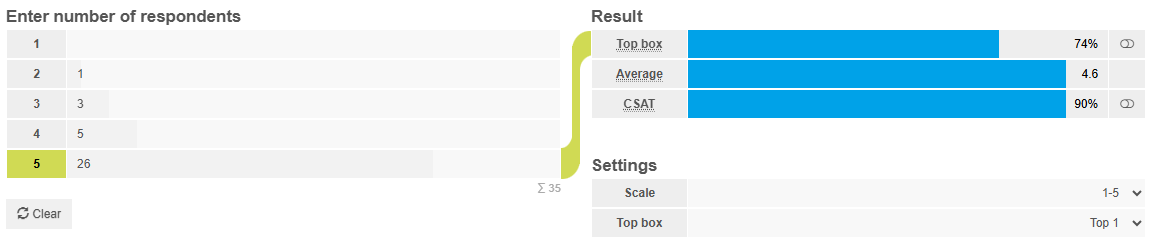 Enter number of respondents
1
2 1
3 3
4 5
5 26
Σ 35
Clear
Result
Top box 74%
Average 4.6
CSAT 90%
Settings
Scale 1-5
Top box Top 1